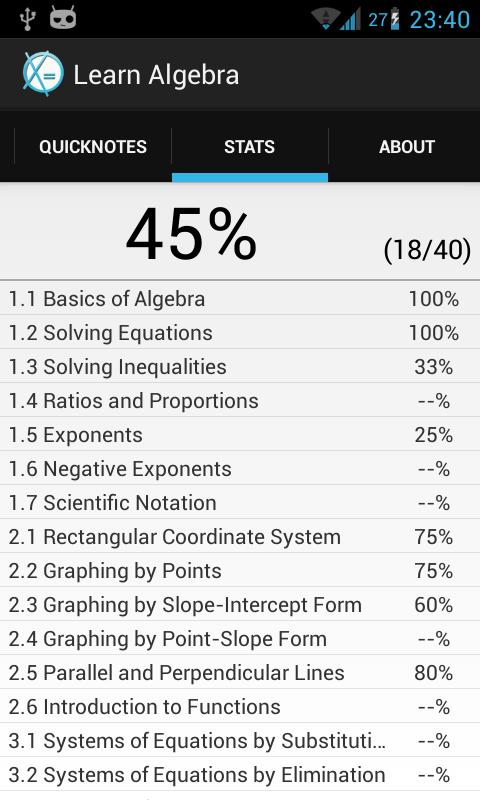 27 23:40
Learn Algebra
QUICKNOTES STATS ABOUT
45% (18/40)
1.1 Basics of Algebra 100%
1.2 Solving Equations 100%
1.3 Solving Inequalities 33%
1.4 Ratios and Proportions --%
1.5 Exponents 25%
1.6 Negative Exponents --%
1.7 Scientific Notation --%
2.1 Rectangular Coordinate System 75%
2.2 Graphing by Points 75%
2.3 Graphing by Slope-Intercept Form 60%
2.4 Graphing by Point-Slope Form --%
2.5 Parallel and Perpendicular Lines 80%
2.6 Introduction to Functions --%
3.1 Systems of Equations by Substituti... --%
3.2 Systems of Equations by Elimination --%